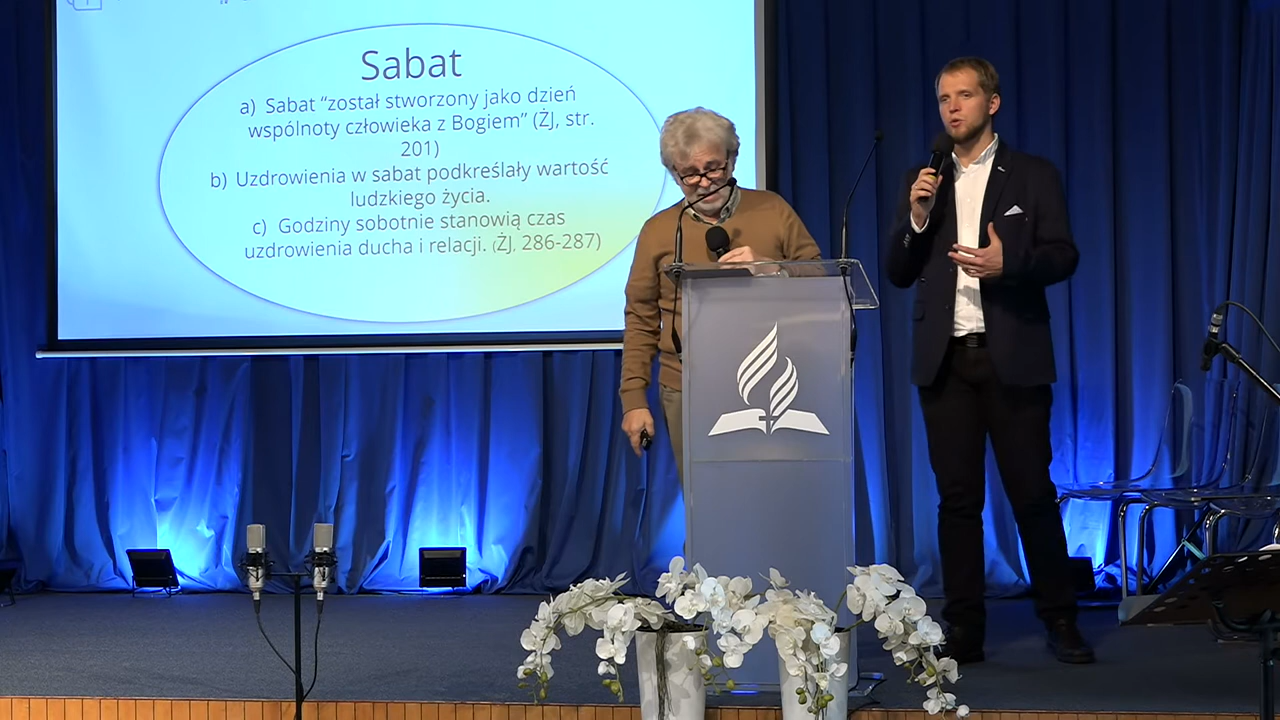 Sabat
a) Sabat “został stworzony jako dzień
wspólnoty człowieka z Bogiem” (ŻJ, str.
201)
b) Uzdrowienia w sabat podkreślały wartość
ludzkiego życia.
c) Godziny sobotnie stanowią czas
uzdrowienia ducha i relacji. (ŻJ, 286-287)